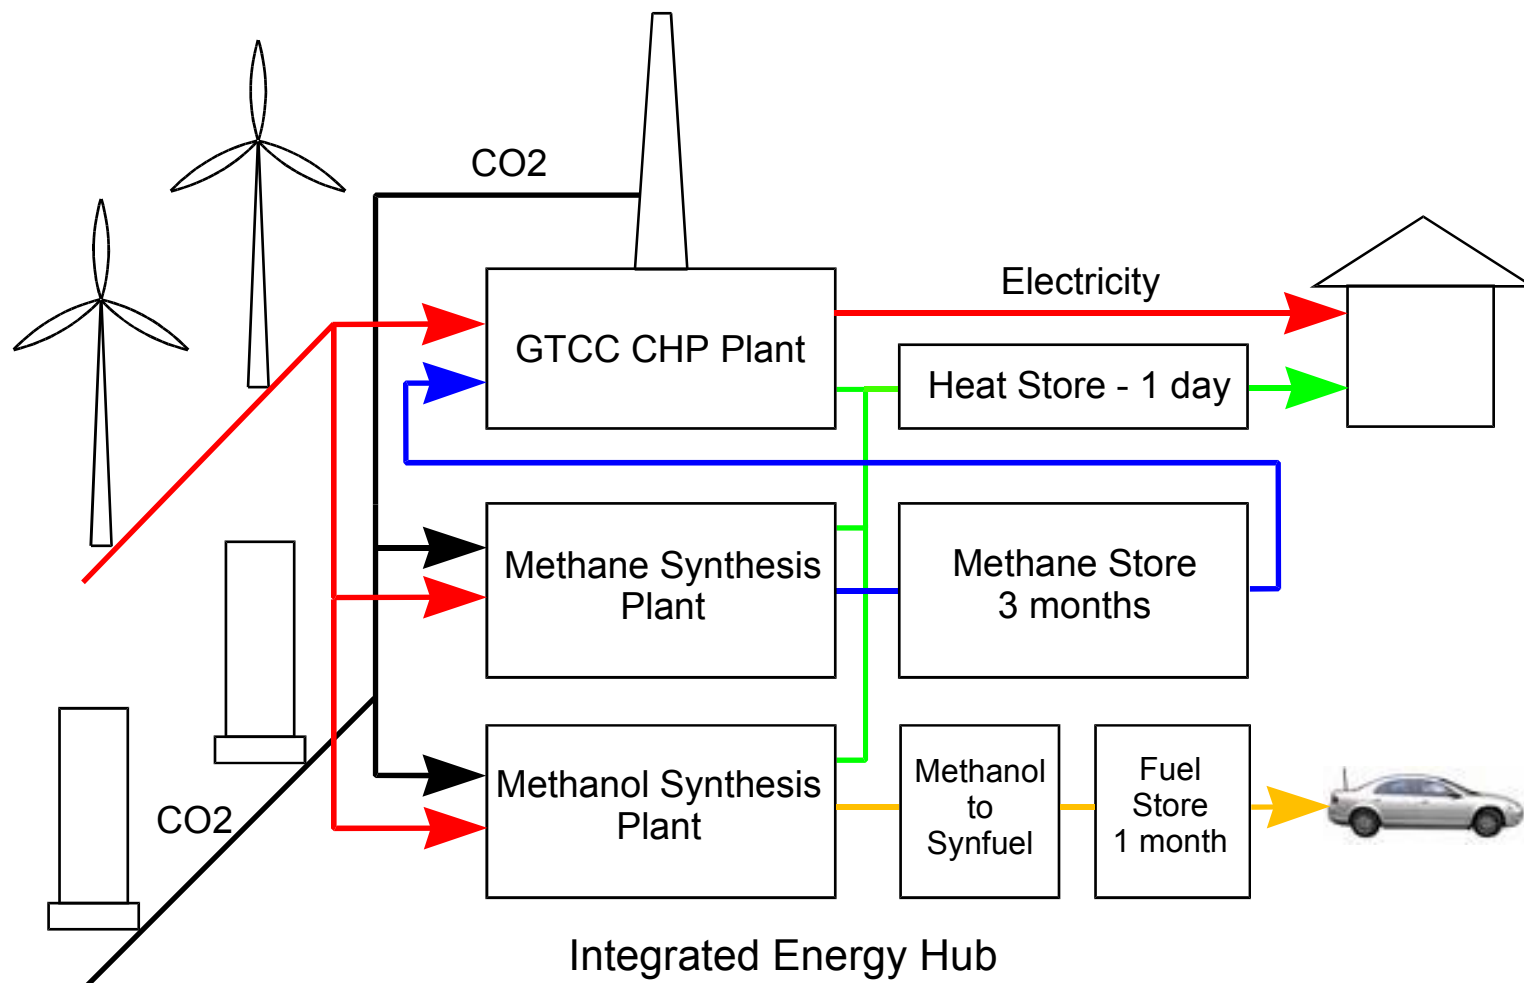 CO2
Electricity
GTCC CHP Plant
Heat Store - 1 day
Methane Synthesis
Plant
Methane Store
3 months
Methanol Synthesis
Plant
Methanol
to
Synfuel
Fuel
Store
1 month
CO2
Integrated Energy Hub